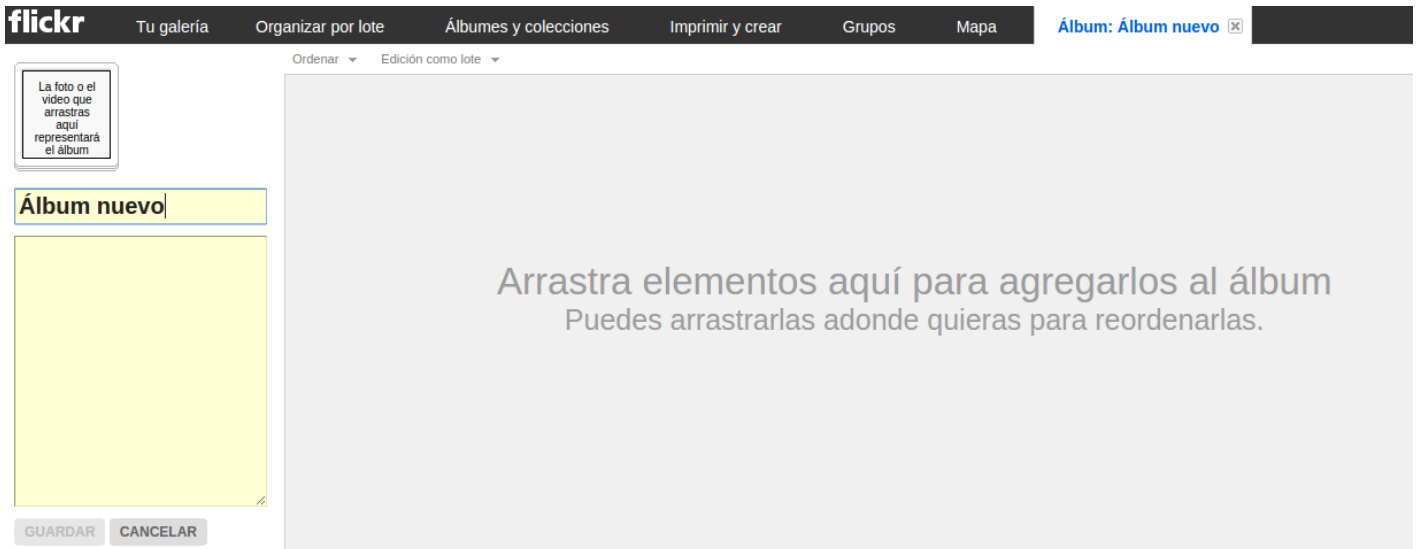 flickr Tu galería Organizar por lote Álbumes y colecciones Imprimir y crear Grupos Mapa Álbum: Álbum nuevo
Ordenar Edición como lote
La foto o el
video que
arrastras
aquí
representará
el álbum
Álbum nuevo
Arrastra elementos aquí para agregarlos al álbum
Puedes arrastrarlas adonde quieras para reordenarlas.
GUARDAR CANCELAR